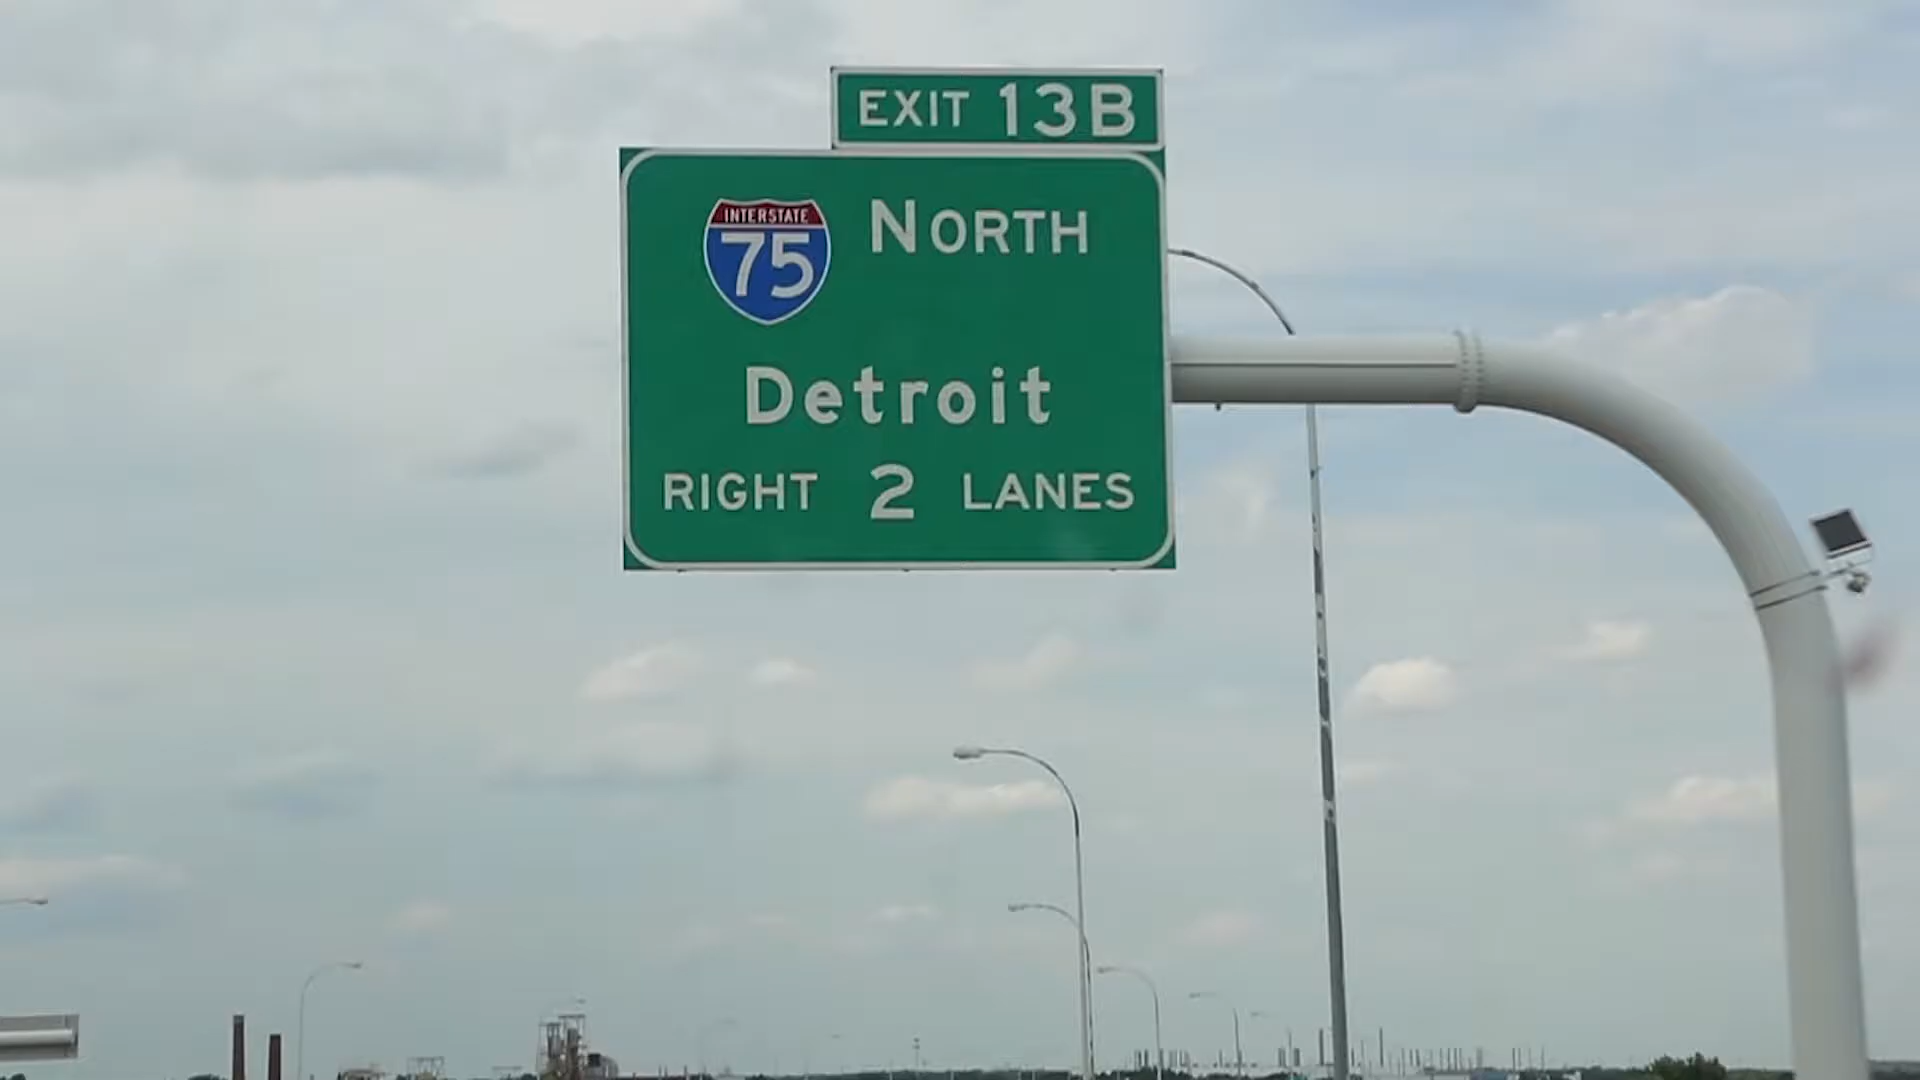 EXIT 13B
INTERSTATE
75 NORTH
Detroit
RIGHT 2 LANES